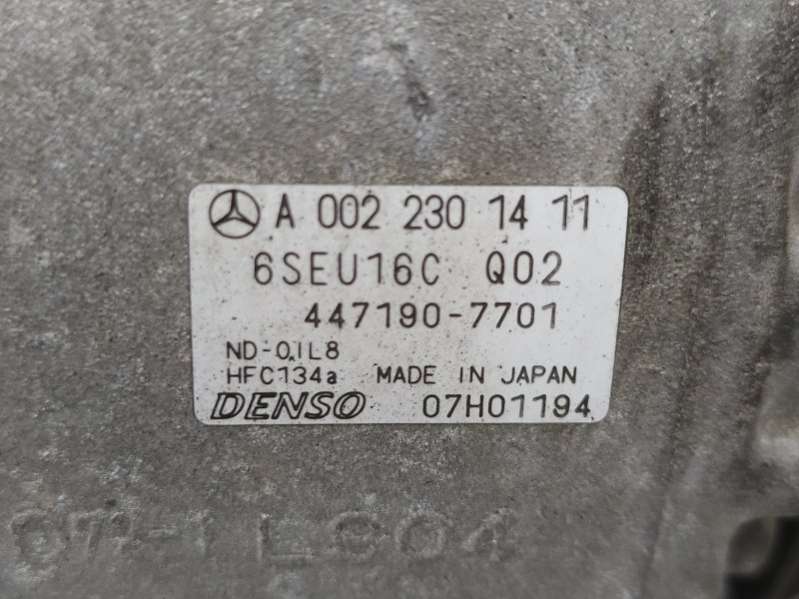 A 002 230 14 11
6SEU16C Q02
447190-7701
ND-OIL8
HFC134a MADE IN JAPAN
DENSO 07H01194